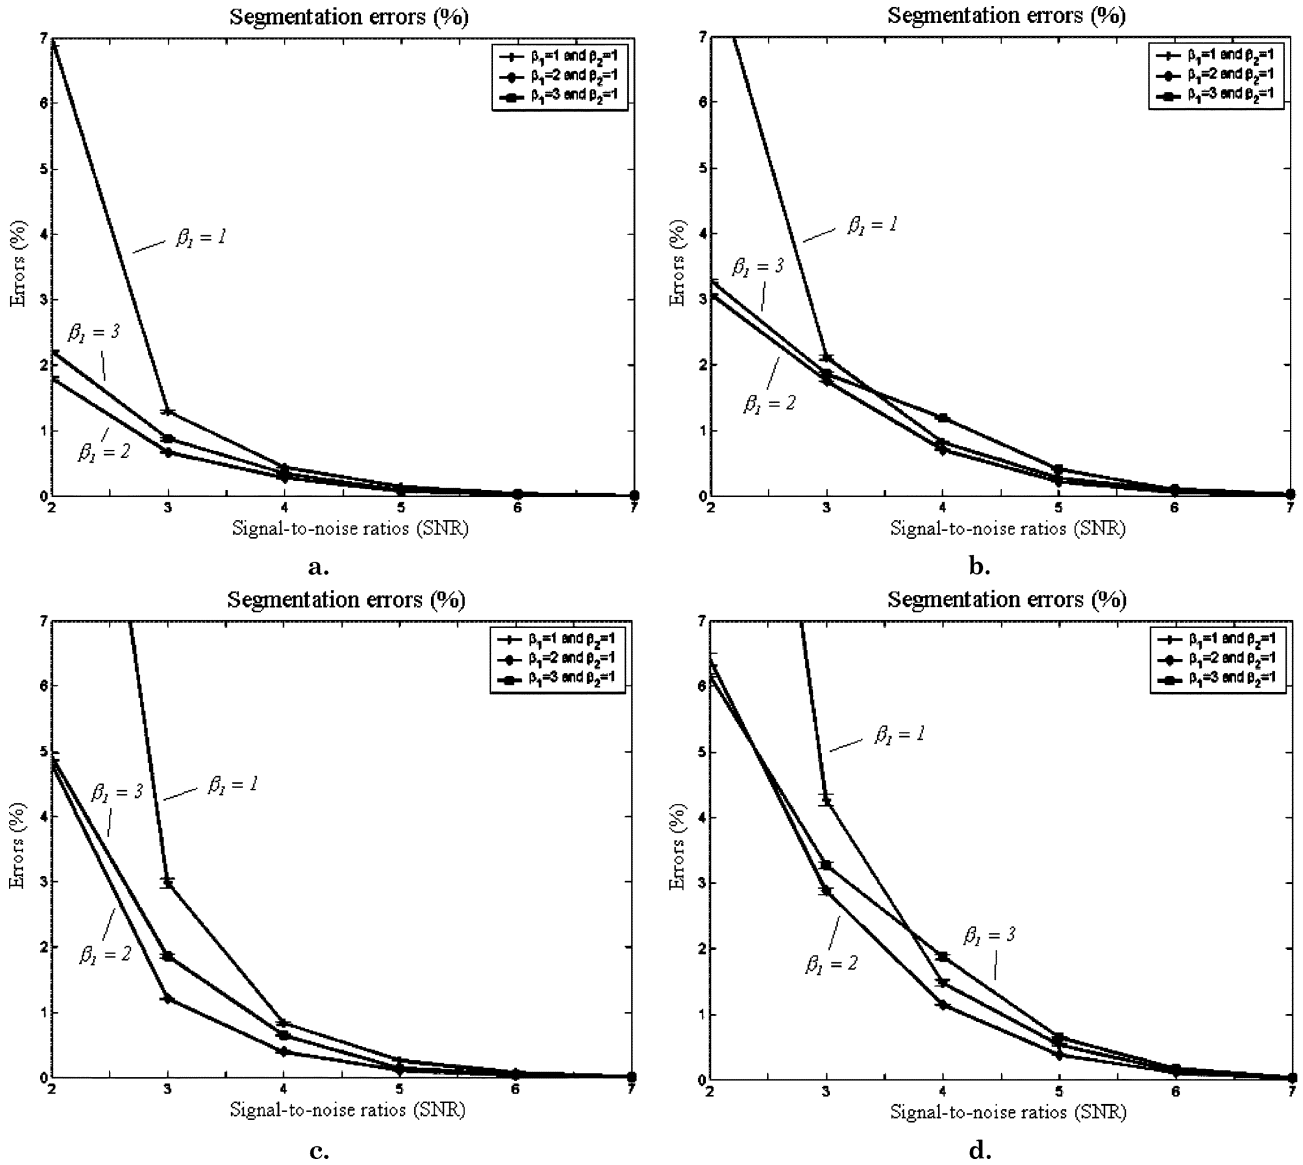 Segmentation errors (%)
7
6
5
4
3
2
1
0
Errors (%)
β1=1 and β2=1
β1=2 and β2=1
β1=3 and β2=1
β1 = 1
β1 = 3
β1 = 2
2 3 4 5 6 7
Signal-to-noise ratios (SNR)
a.
Segmentation errors (%)
7
6
5
4
3
2
1
0
Errors (%)
β1=1 and β2=1
β1=2 and β2=1
β1=3 and β2=1
β1 = 1
β1 = 3
β1 = 2
2 3 4 5 6 7
Signal-to-noise ratios (SNR)
b.
Segmentation errors (%)
7
6
5
4
3
2
1
0
Errors (%)
β1=1 and β2=1
β1=2 and β2=1
β1=3 and β2=1
β1 = 1
β1 = 3
β1 = 2
2 3 4 5 6 7
Signal-to-noise ratios (SNR)
c.
Segmentation errors (%)
7
6
5
4
3
2
1
0
Errors (%)
β1=1 and β2=1
β1=2 and β2=1
β1=3 and β2=1
β1 = 1
β1 = 3
β1 = 2
2 3 4 5 6 7
Signal-to-noise ratios (SNR)
d.